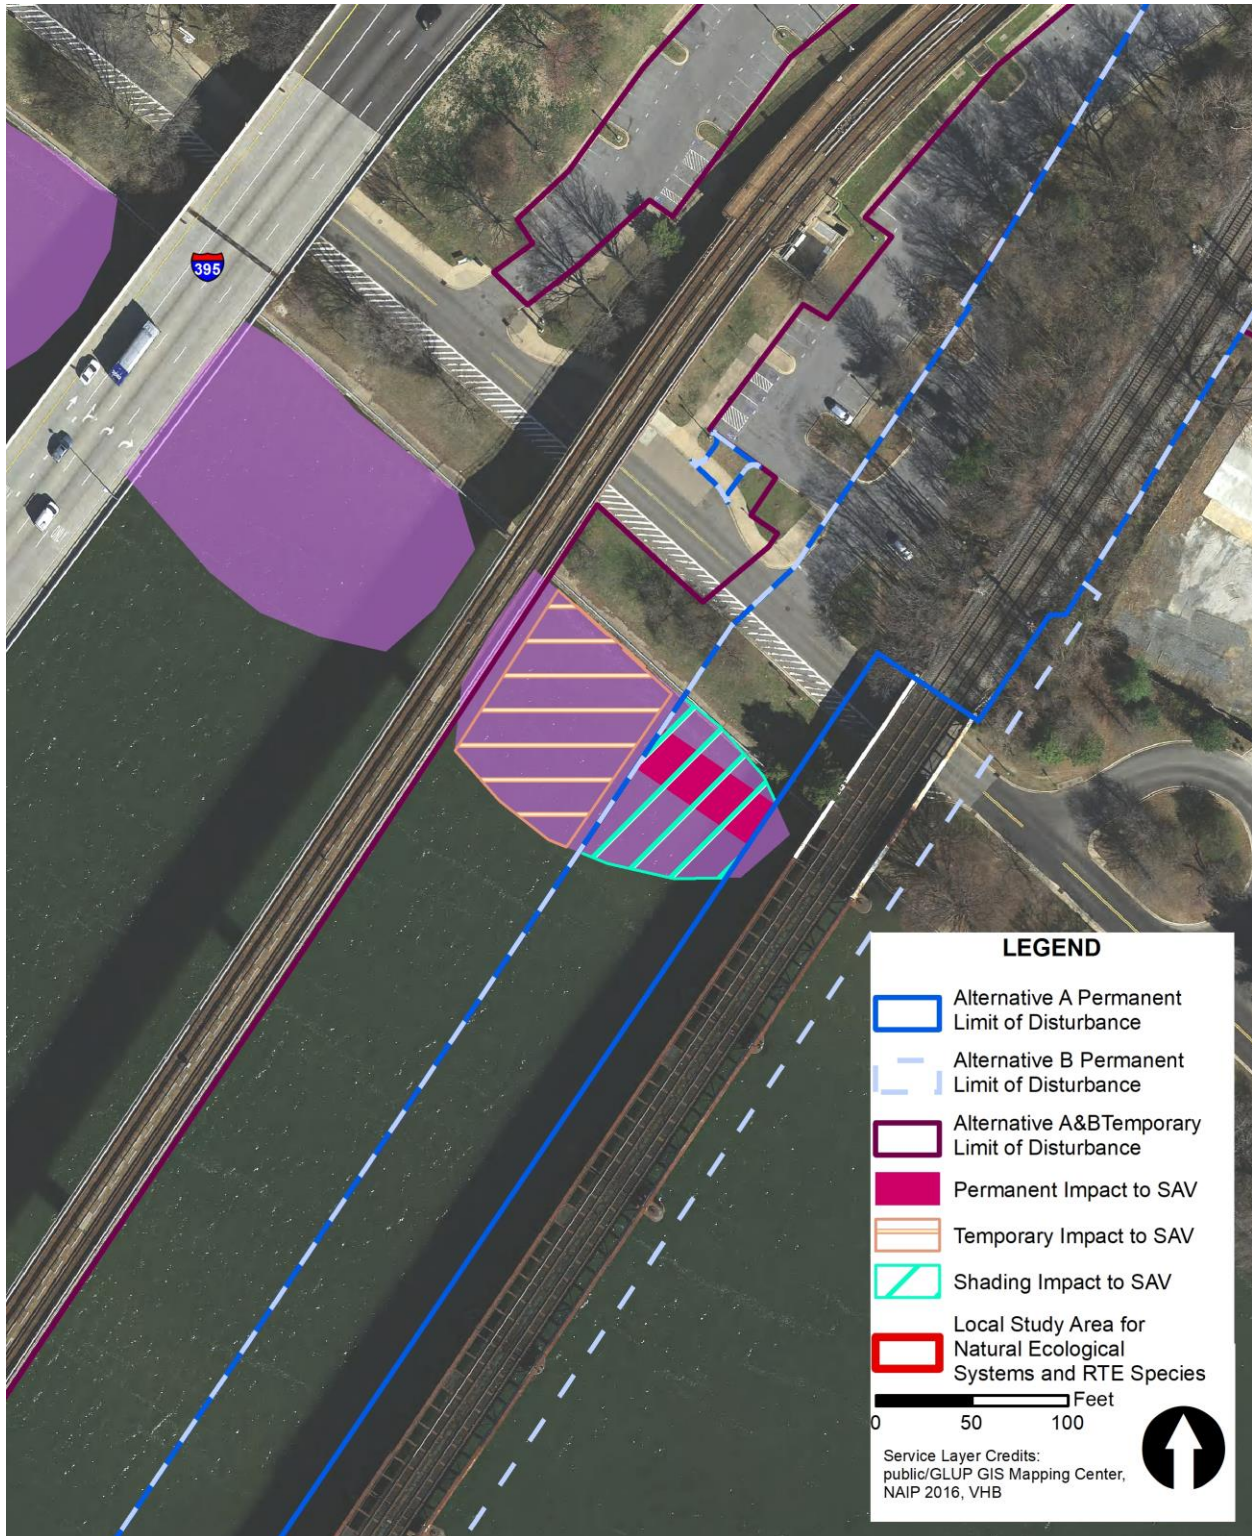 395
LEGEND
Alternative A Permanent
Limit of Disturbance
Alternative B Permanent
Limit of Disturbance
Alternative A&BTemporary
Limit of Disturbance
Permanent Impact to SAV
Temporary Impact to SAV
Shading Impact to SAV
Local Study Area for
Natural Ecological
Systems and RTE Species
Feet
0 50 100
Service Layer Credits:
public/GLUP GIS Mapping Center,
NAIP 2016, VHB